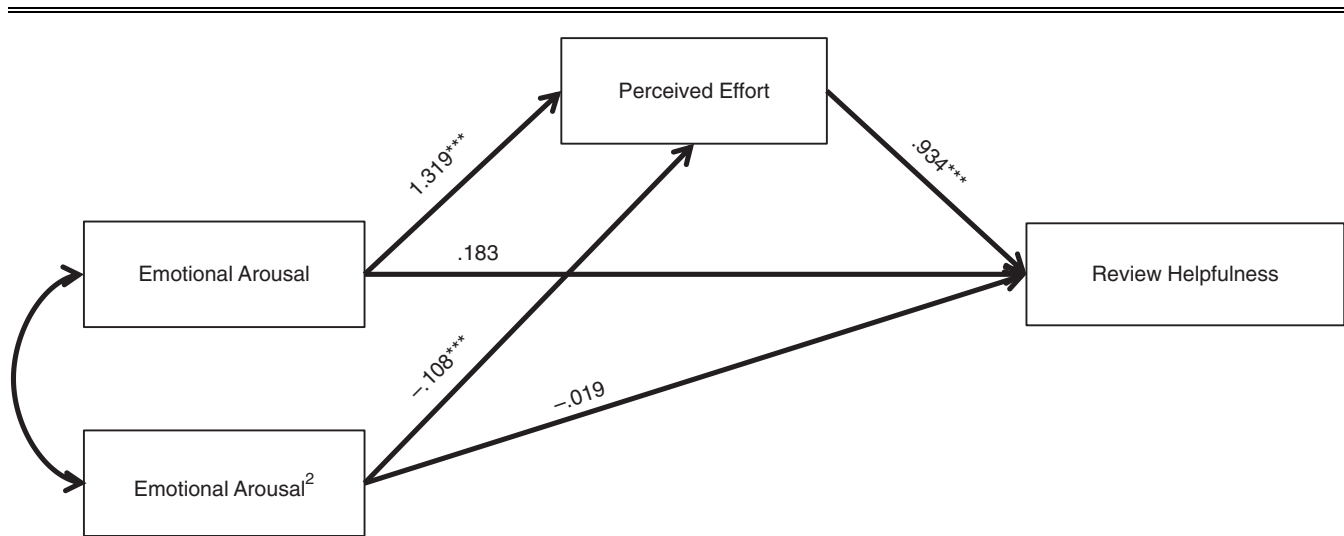 Perceived Effort
1.319***
.934***
Emotional Arousal
.183
Review Helpfulness
–.108***
–.019
Emotional Arousal²